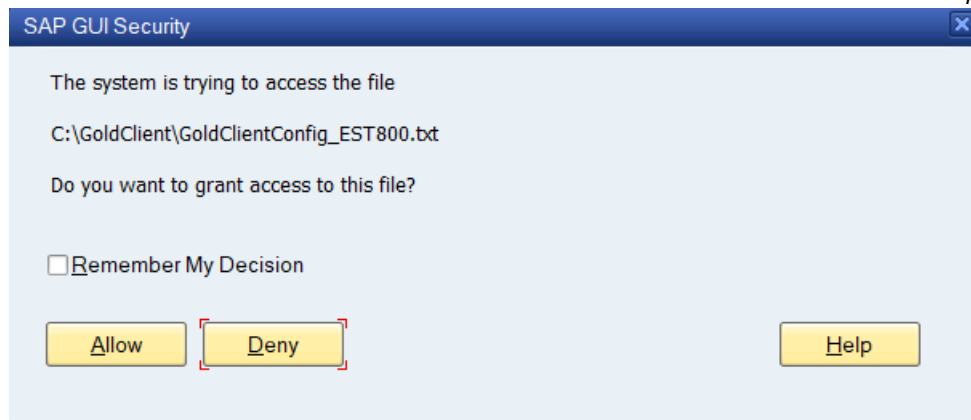 SAP GUI Security
The system is trying to access the file
C:\GoldClient\GoldClientConfig_EST800.txt
Do you want to grant access to this file?
Remember My Decision
Allow Deny Help